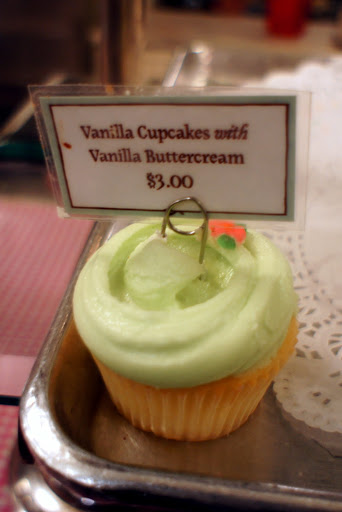 Vanilla Cupcakes with
Vanilla Buttercream
$3.00